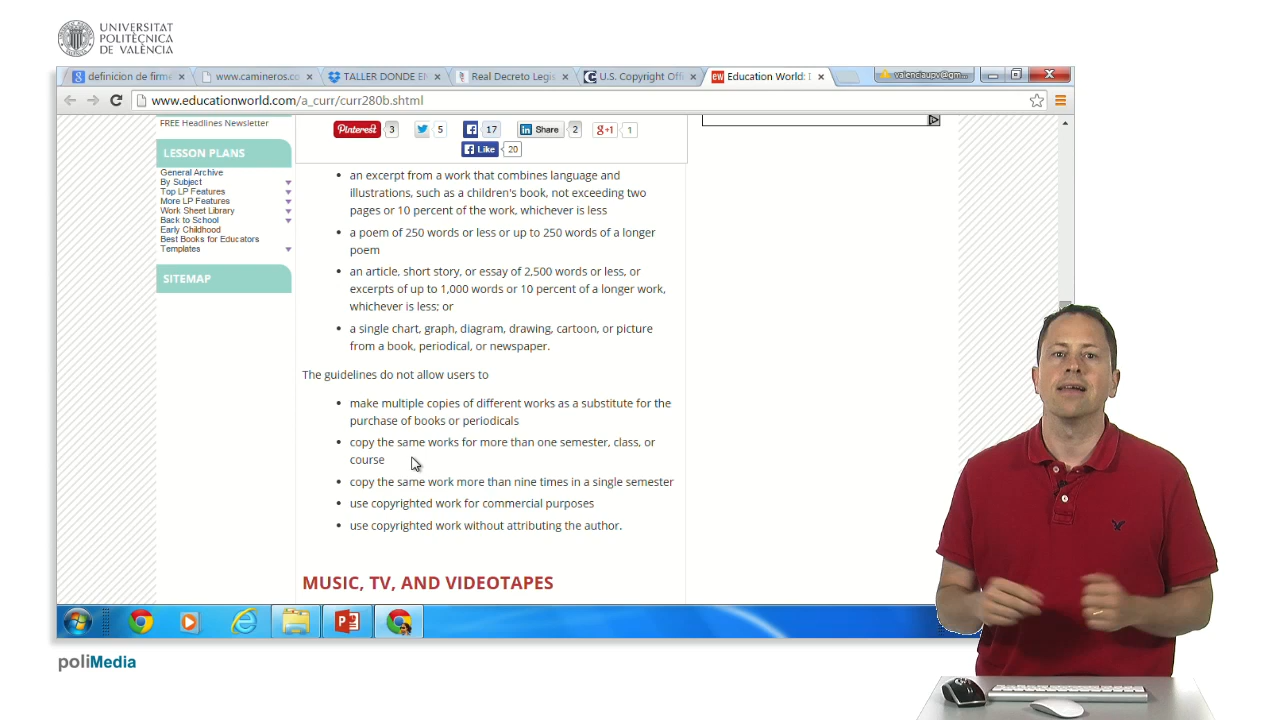 UNIVERSITAT
POLITÈCNICA
DE VALÈNCIA
definicion de firme
www.camineros.co
TALLER DONDE EN
Real Decreto Legis
U.S. Copyright Offi
Education World: I
valenciaupv@gm...
www.educationworld.com/a_curr/curr280b.shtml
FREE Headlines Newsletter
LESSON PLANS
General Archive
By Subject
Top LP Features
More LP Features
Work Sheet Library
Back to School
Early Childhood
Best Books for Educators
Templates
SITEMAP
Pinterest 3
5
17
Share 2
g+1 1
Like 20
• an excerpt from a work that combines language and
illustrations, such as a children's book, not exceeding two
pages or 10 percent of the work, whichever is less
• a poem of 250 words or less or up to 250 words of a longer
poem
• an article, short story, or essay of 2,500 words or less, or
excerpts of up to 1,000 words or 10 percent of a longer work,
whichever is less; or
• a single chart, graph, diagram, drawing, cartoon, or picture
from a book, periodical, or newspaper.
The guidelines do not allow users to
• make multiple copies of different works as a substitute for the
purchase of books or periodicals
• copy the same works for more than one semester, class, or
course
• copy the same work more than nine times in a single semester
• use copyrighted work for commercial purposes
• use copyrighted work without attributing the author.
MUSIC, TV, AND VIDEOTAPES
poliMedia